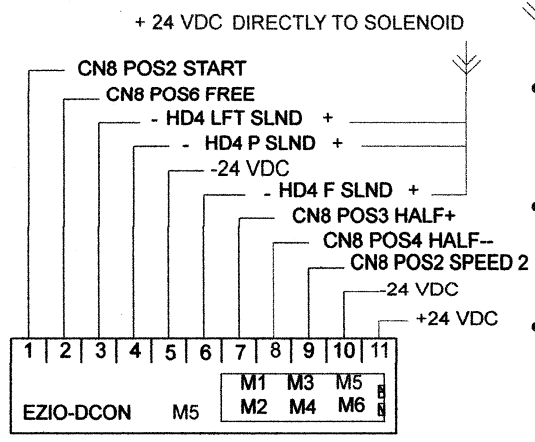 + 24 VDC DIRECTLY TO SOLENOID
CN8 POS2 START
CN8 POS6 FREE
- HD4 LFT SLND +
- HD4 P SLND +
-24 VDC
- HD4 F SLND +
CN8 POS3 HALF+
CN8 POS4 HALF--
CN8 POS2 SPEED 2
-24 VDC
+24 VDC
1 2 3 4 5 6 7 8 9 10 11
M1 M3 M5
M2 M4 M6
EZIO-DCON M5